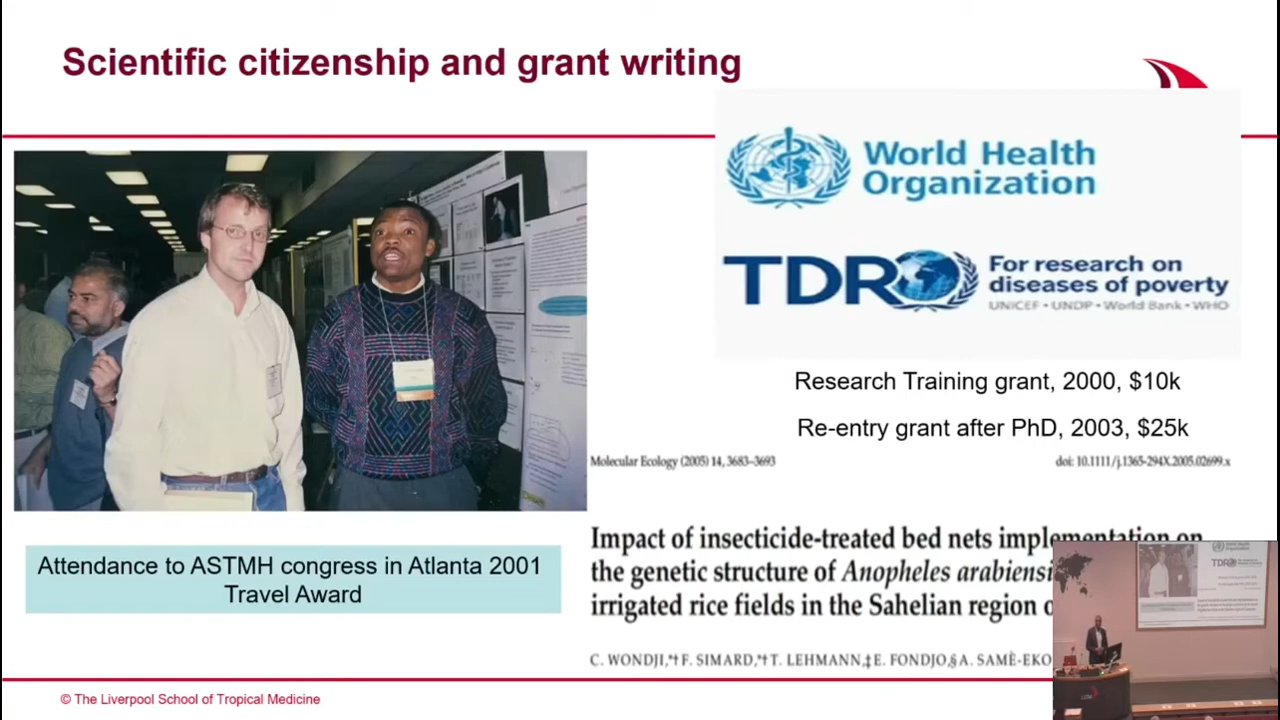 Scientific citizenship and grant writing
World Health
Organization
TDR
For research on
diseases of poverty
UNICEF • UNDP • World Bank • WHO
Research Training grant, 2000, $10k
Re-entry grant after PhD, 2003, $25k
Molecular Ecology (2005) 14, 3683–3693
doi: 10.1111/j.1365-294X.2005.02699.x
Impact of insecticide-treated bed nets implementation on
the genetic structure of Anopheles arabiensi
irrigated rice fields in the Sahelian region o
C. WONDJI,*† F. SIMARD,*† T. LEHMANN,‡ E. FONDJO,§ A. SAMÈ-EKO
Attendance to ASTMH congress in Atlanta 2001
Travel Award
© The Liverpool School of Tropical Medicine